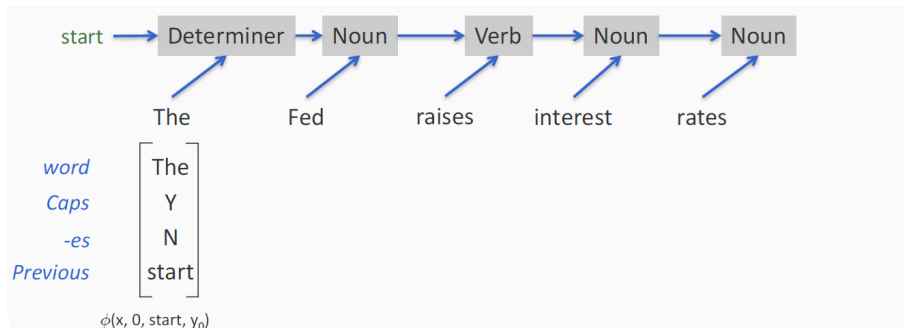 start Determiner Noun Verb Noun Noun
The Fed raises interest rates
word The
Caps Y
-es N
Previous start
ϕ(x, 0, start, y₀)